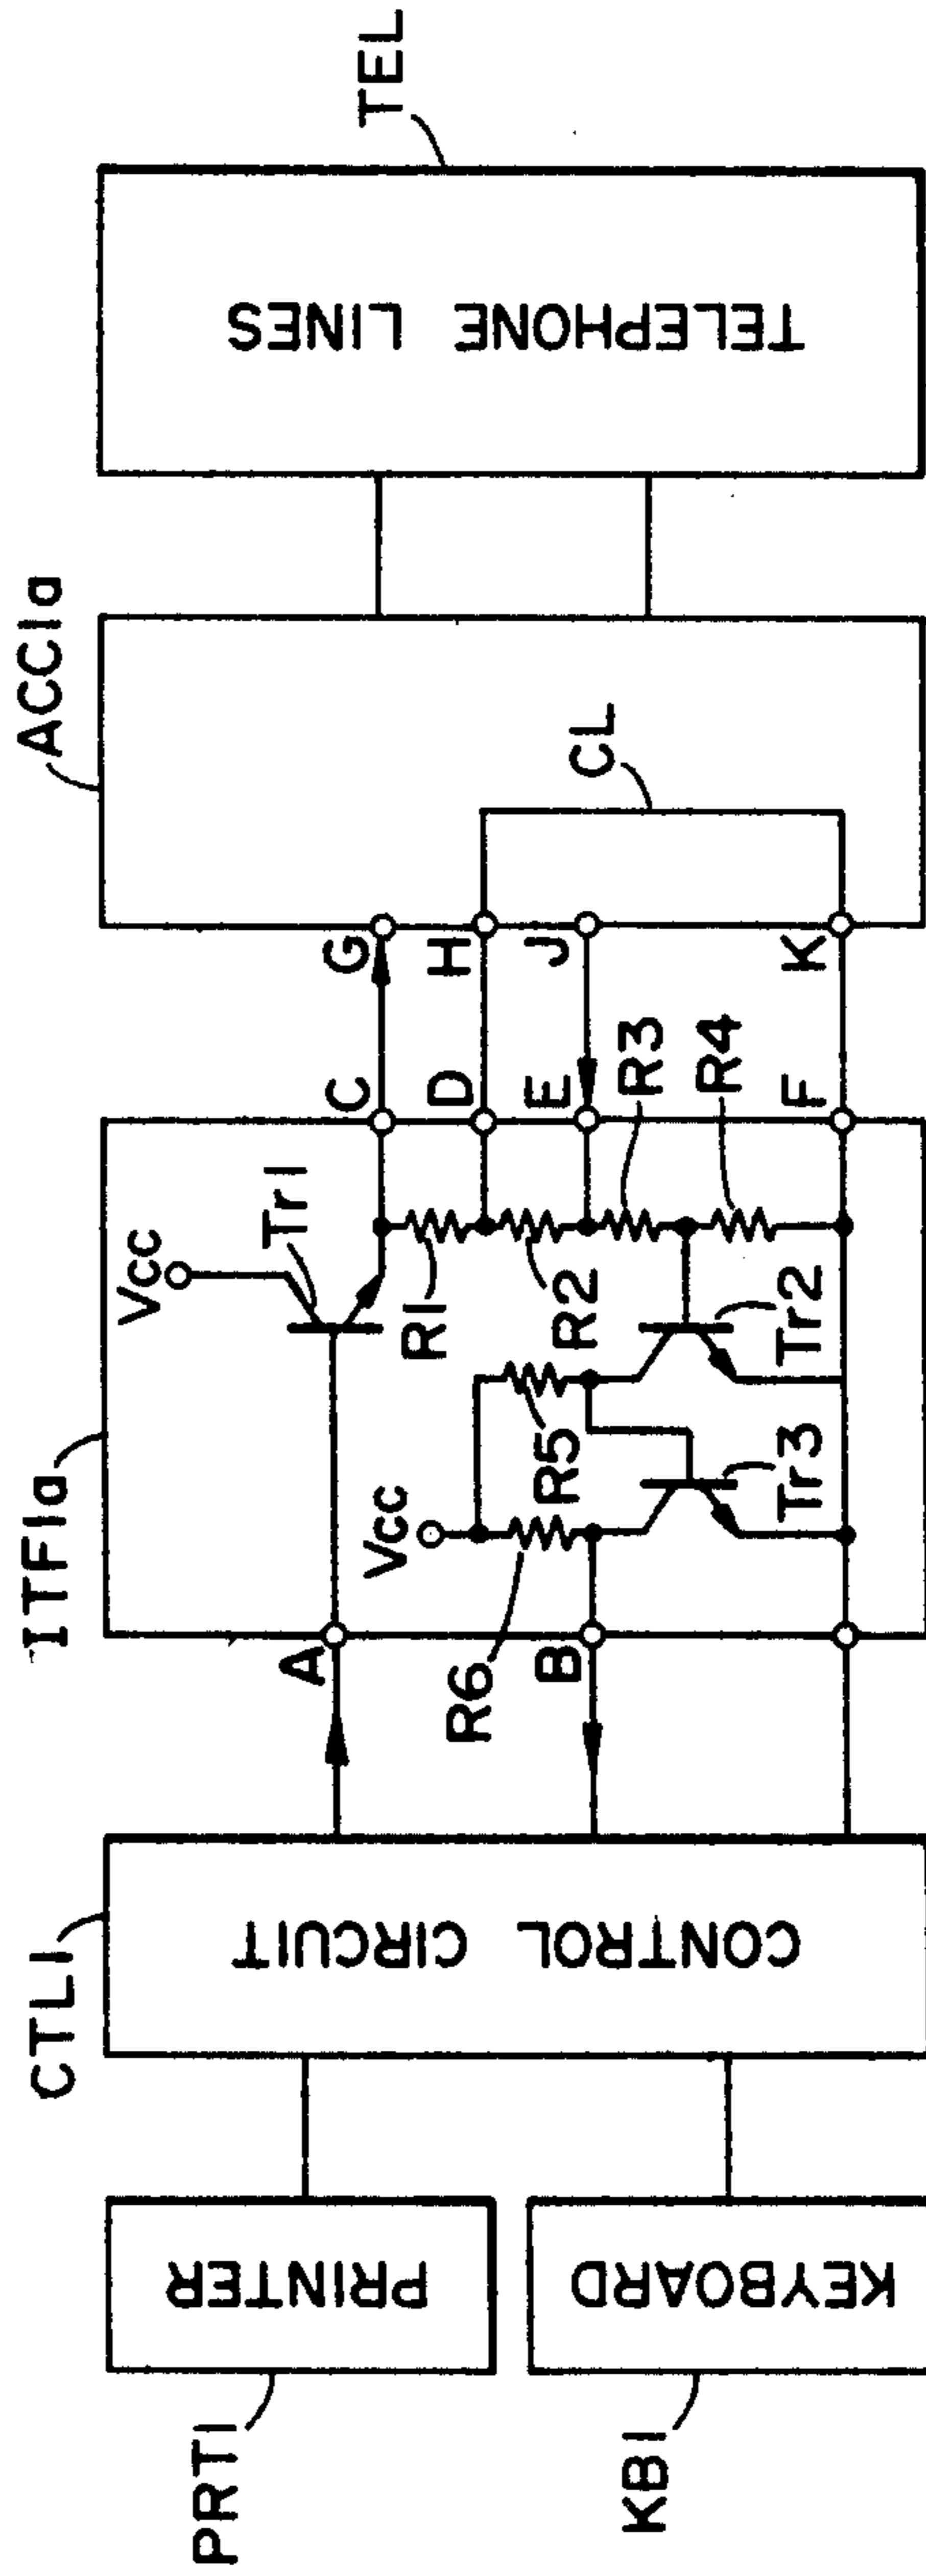 PRT1
PRINTER
KB1
KEYBOARD
CTL1
CONTROL CIRCUIT
ITF1a
A
B
R6
Vcc
R5
Tr3
Vcc
Tr1
R1
R2
Tr2
C
D
E
R3
R4
F
G
H
J
K
ACC1a
CL
TELEPHONE LINES
TEL